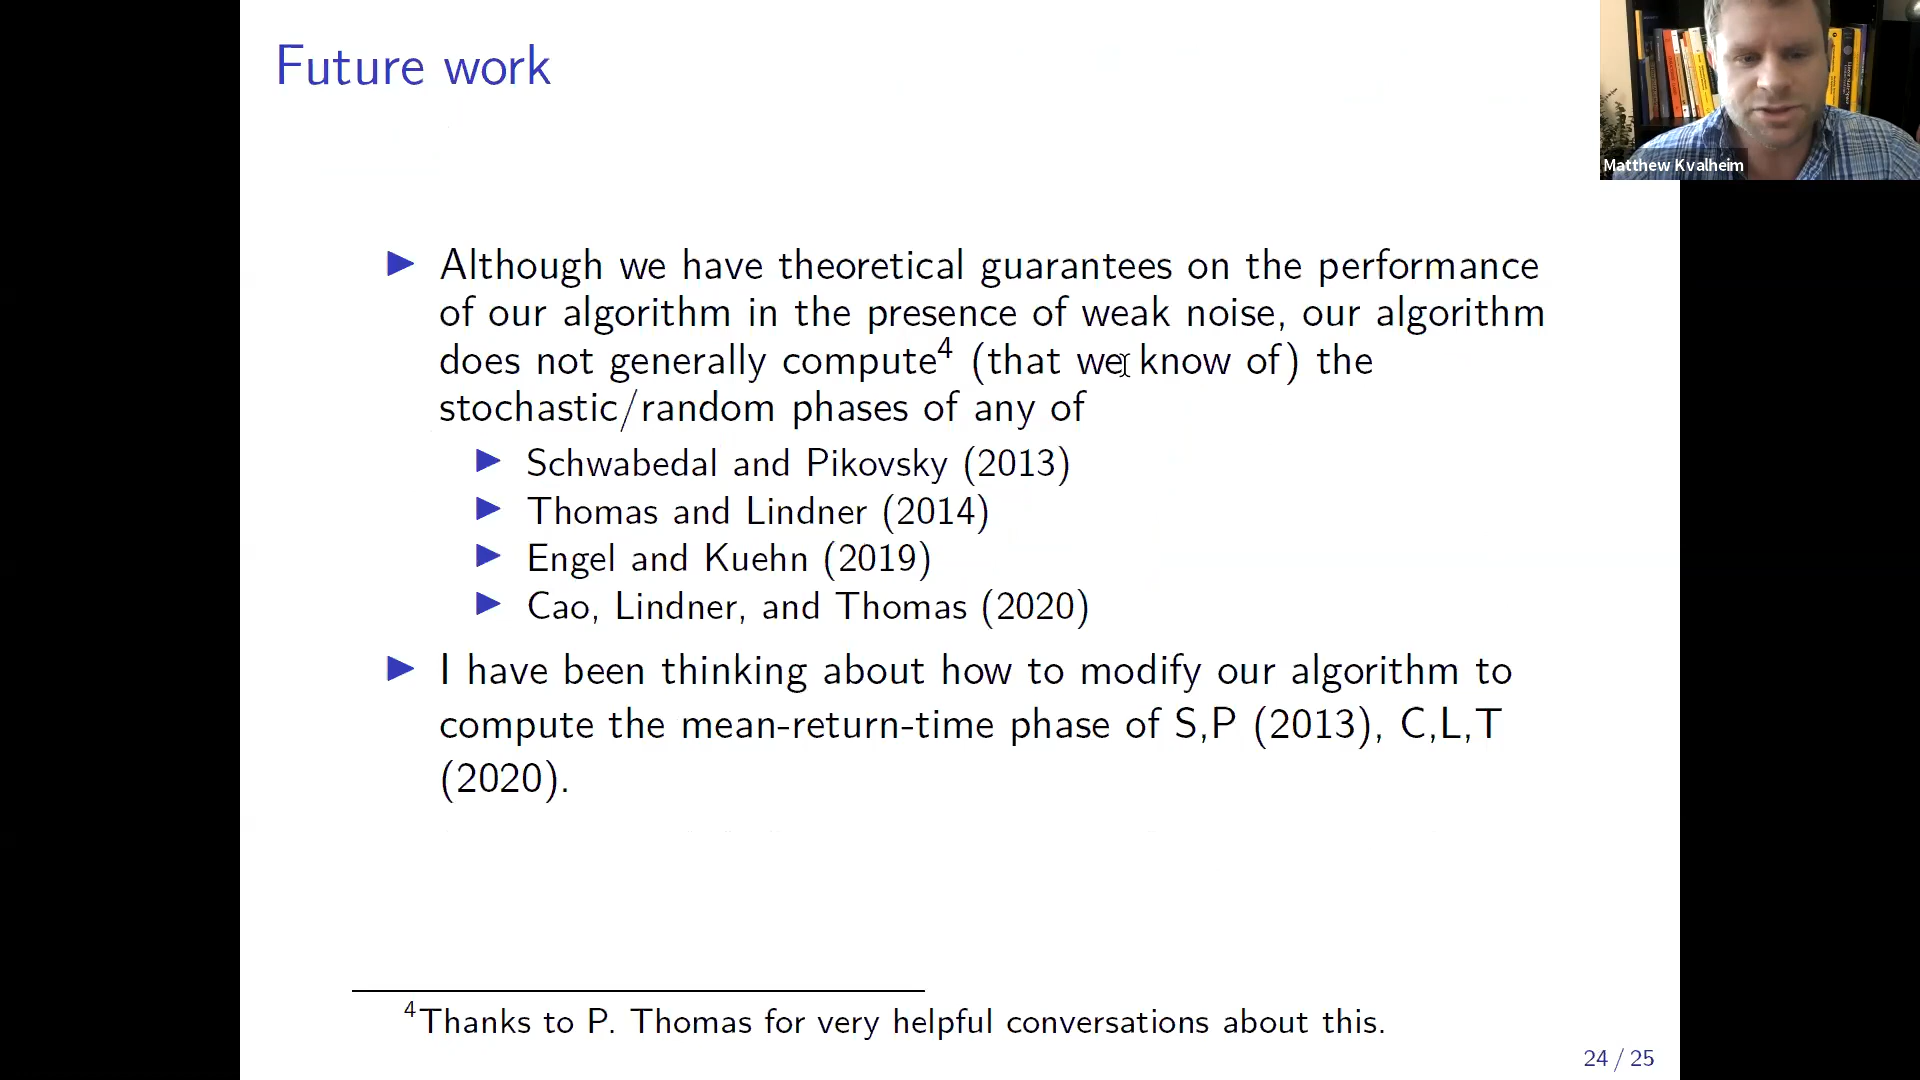 Future work
Matthew Kvalheim
▶ Although we have theoretical guarantees on the performance
of our algorithm in the presence of weak noise, our algorithm
does not generally compute⁴ (that we know of) the
stochastic/random phases of any of
▶ Schwabedal and Pikovsky (2013)
▶ Thomas and Lindner (2014)
▶ Engel and Kuehn (2019)
▶ Cao, Lindner, and Thomas (2020)
▶ I have been thinking about how to modify our algorithm to
compute the mean-return-time phase of S,P (2013), C,L,T
(2020).
⁴Thanks to P. Thomas for very helpful conversations about this.
24 / 25